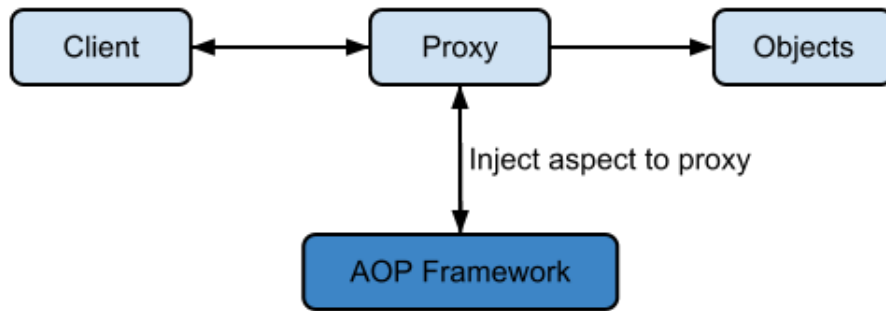 Client
Proxy
Objects
Inject aspect to proxy
AOP Framework